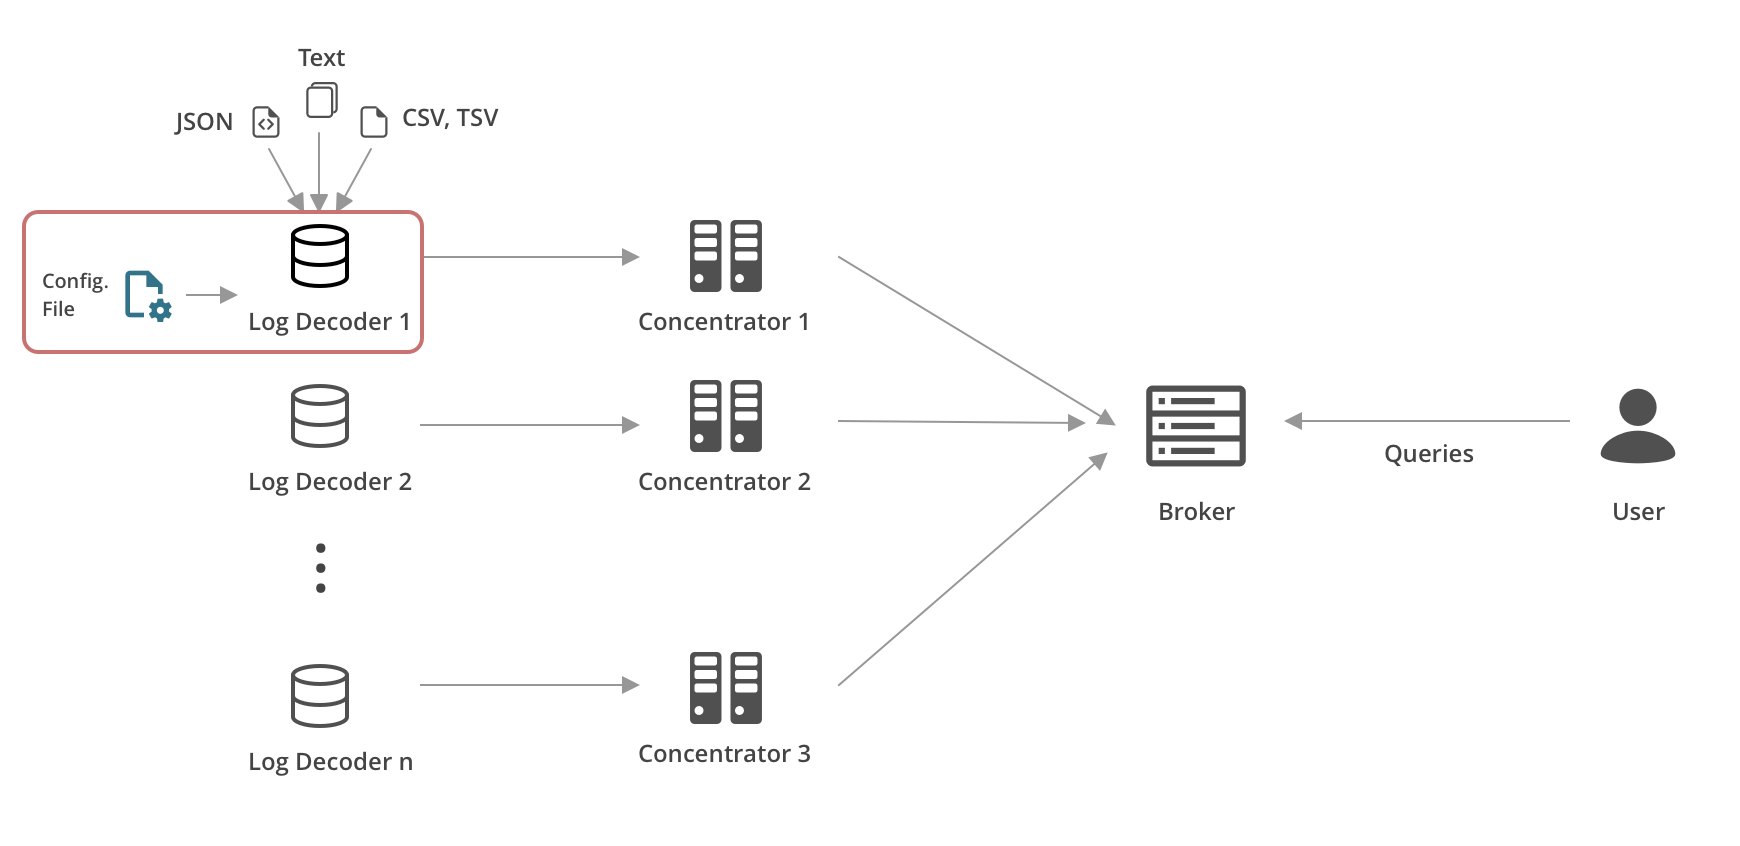 Text
JSON
CSV, TSV
Config.
File
Log Decoder 1
Concentrator 1
Log Decoder 2
Concentrator 2
Queries
Broker
User
Log Decoder n
Concentrator 3